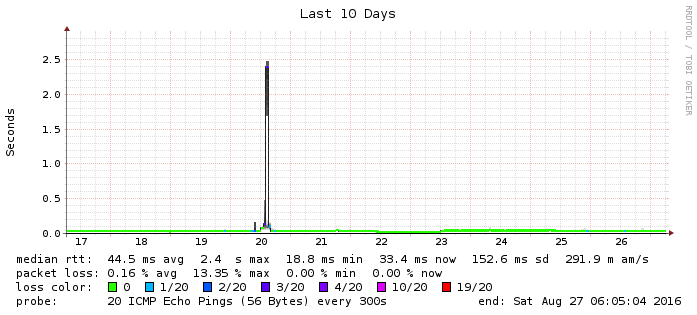 Last 10 Days
RRDTOOL / TOBI OETIKER
Seconds
2.5
2.0
1.5
1.0
0.5
0.0
17 18 19 20 21 22 23 24 25 26
median rtt: 44.5 ms avg 2.4 s max 18.8 ms min 33.4 ms now 152.6 ms sd 291.9 m am/s
packet loss: 0.16 % avg 13.35 % max 0.00 % min 0.00 % now
loss color: 0 1/20 2/20 3/20 4/20 10/20 19/20
probe: 20 ICMP Echo Pings (56 Bytes) every 300s end: Sat Aug 27 06:05:04 2016